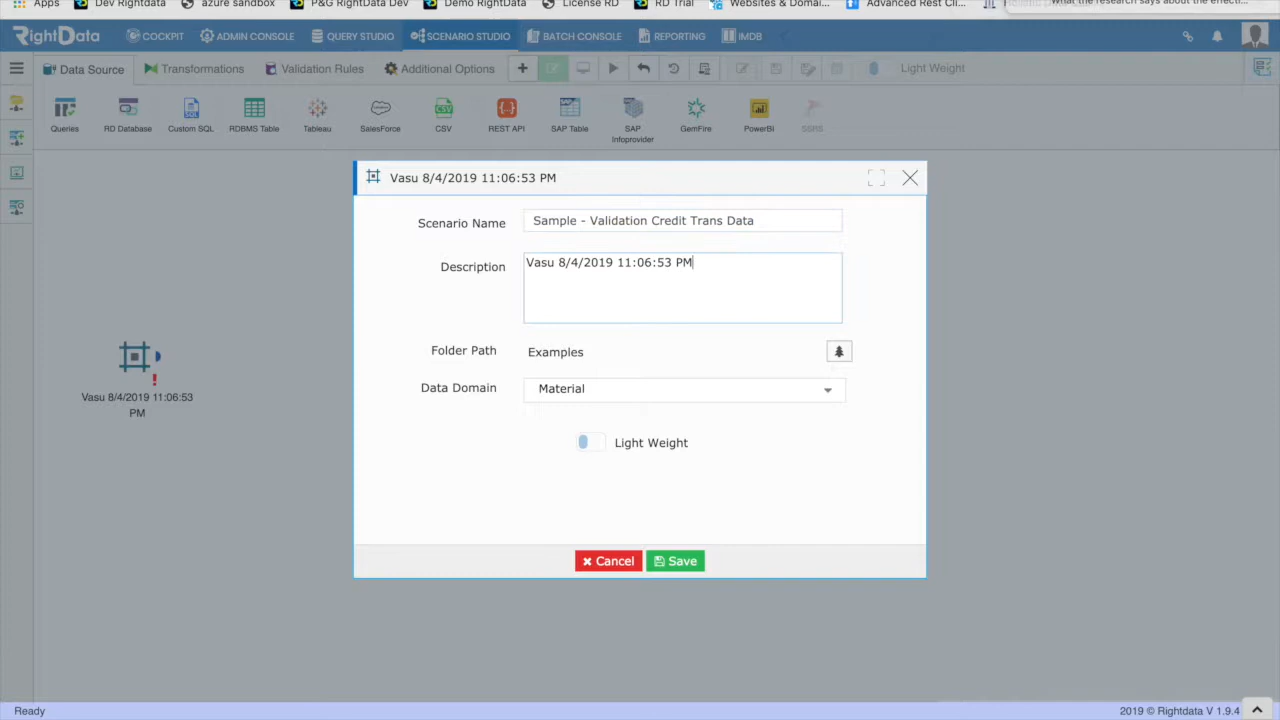 Apps Dev Rightdata azure sandbox P&G RightData Dev Demo RightData License RD RD Trial Websites & Domai... Advanced Rest Cli...
RightData COCKPIT ADMIN CONSOLE QUERY STUDIO SCENARIO STUDIO BATCH CONSOLE REPORTING IMDB
Data Source Transformations Validation Rules Additional Options Light Weight
Queries RD Database Custom SQL RDBMS Table Tableau SalesForce CSV REST API SAP Table SAP Infoprovider GemFire PowerBI SSRS
Vasu 8/4/2019 11:06:53 PM
Scenario Name Sample - Validation Credit Trans Data
Description Vasu 8/4/2019 11:06:53 PM
Folder Path Examples
Data Domain Material
Vasu 8/4/2019 11:06:53
PM
Light Weight
Cancel Save
Ready 2019 © Rightdata V 1.9.4